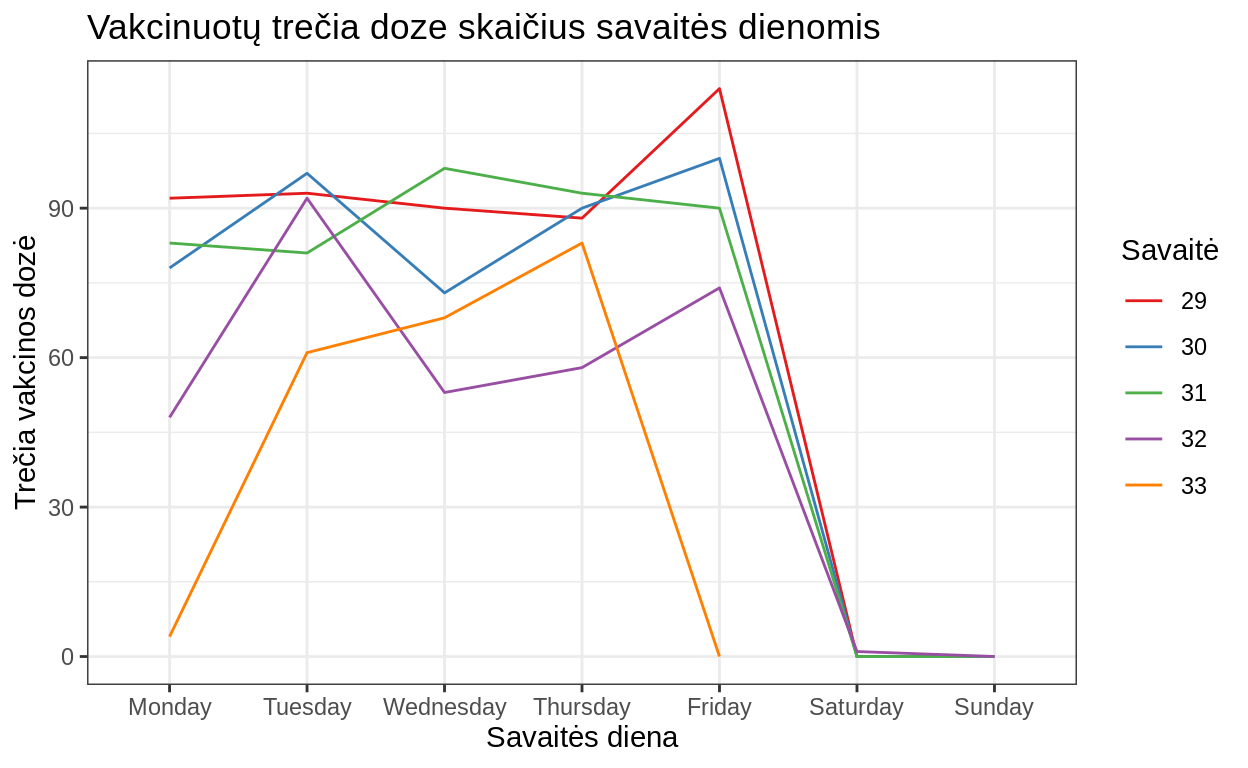 Vakcinuotų trečia doze skaičius savaitės dienomis
Trečia vakcinos dozė
90
60
30
0
Monday Tuesday Wednesday Thursday Friday Saturday Sunday
Savaitės diena
Savaitė
29
30
31
32
33